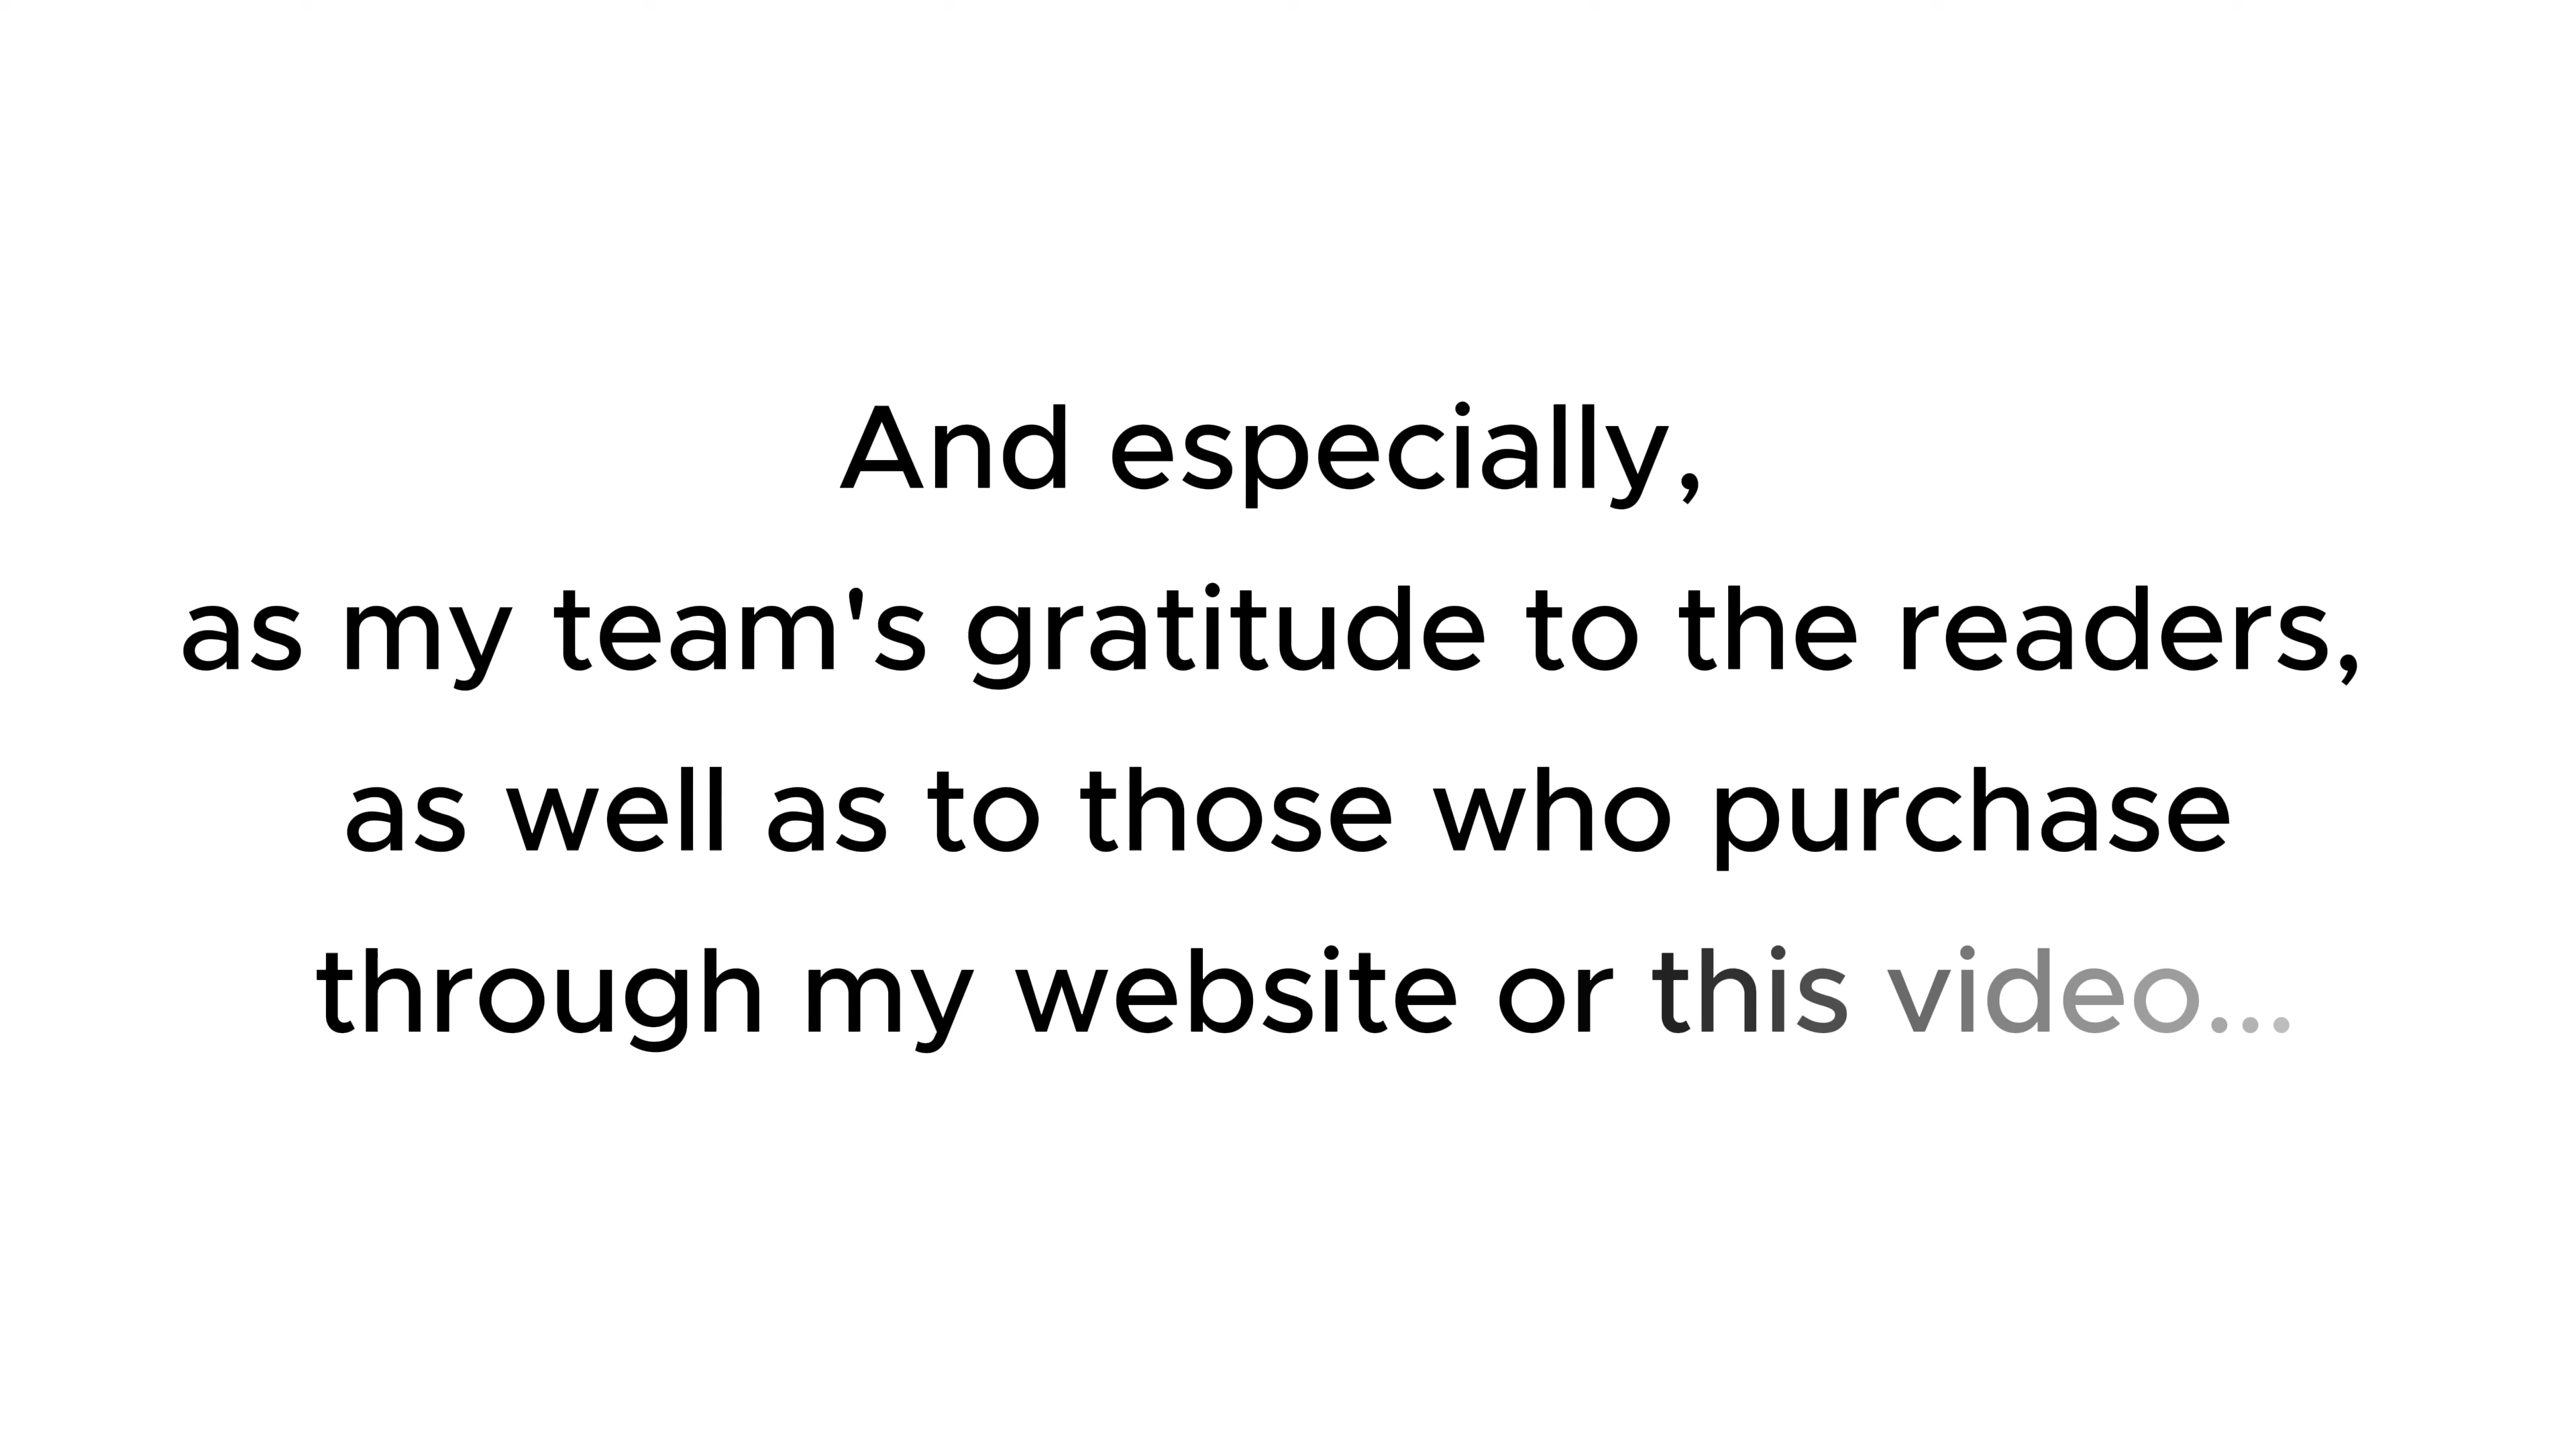 And especially,
as my team's gratitude to the readers,
as well as to those who purchase
through my website or this video...